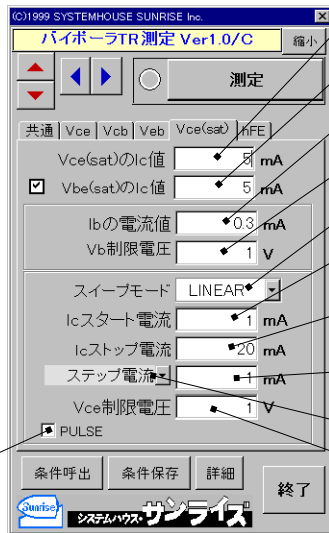 (C)1999 SYSTEMHOUSE SUNRISE Inc.
バイポーラTR測定 Ver1.0/C 縮小
測定
共通 Vce Vcb Veb Vce(sat) hFE
Vce(sat)のIc値 5 mA
Vbe(sat)のIc値 5 mA
Ibの電流値 0.3 mA
Vb制限電圧 1 V
スイープモード LINEAR
Icスタート電流 1 mA
Icストップ電流 20 mA
ステップ電流 1 mA
Vce制限電圧 1 V
PULSE
条件呼出 条件保存 詳細 終了
Sunrise システムハウス・サンライズ